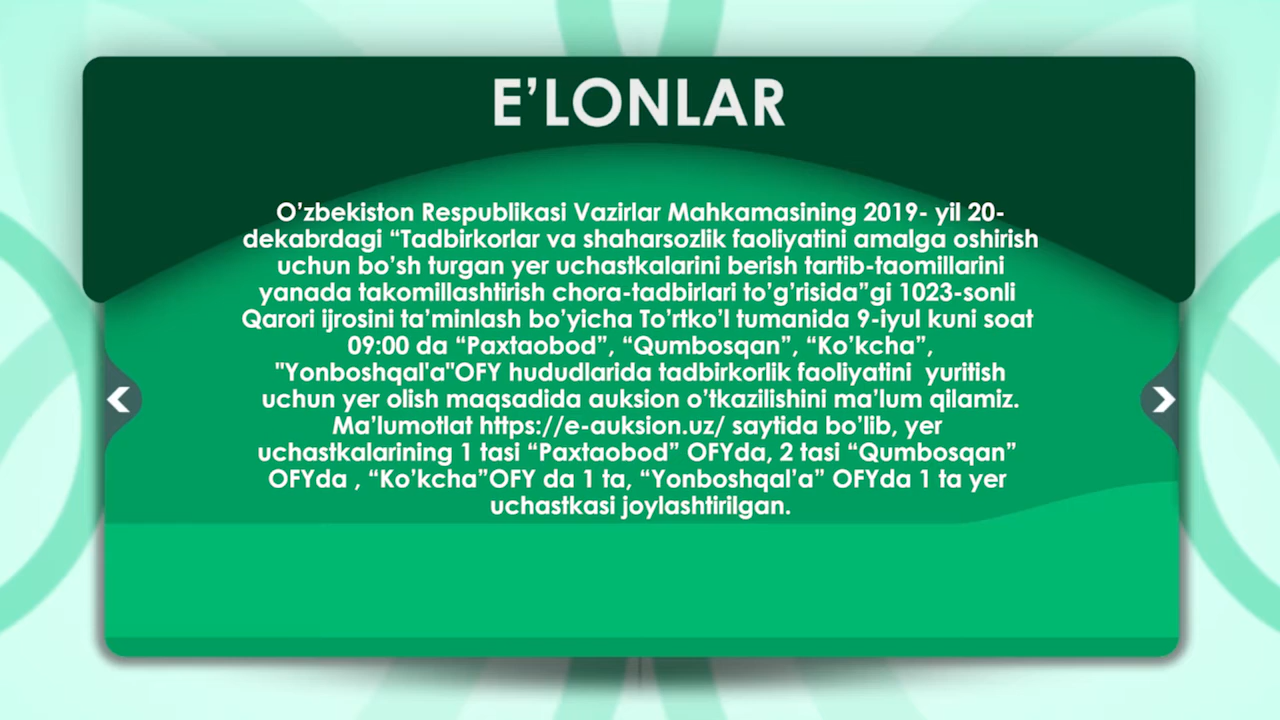 E’LONLAR
O’zbekiston Respublikasi Vazirlar Mahkamasining 2019- yil 20-
dekabrdagi “Tadbirkorlar va shaharsozlik faoliyatini amalga oshirish
uchun bo’sh turgan yer uchastkalarini berish tartib-taomillarini
yanada takomillashtirish chora-tadbirlari to’g’risida”gi 1023-sonli
Qarori ijrosini ta’minlash bo’yicha To’rtko’l tumanida 9-iyul kuni soat
09:00 da “Paxtaobod”, “Qumbosqan”, “Ko’kcha”,
"Yonboshqal'a"OFY hududlarida tadbirkorlik faoliyatini  yuritish
uchun yer olish maqsadida auksion o’tkazilishini ma’lum qilamiz.
Ma’lumotlat https://e-auksion.uz/ saytida bo’lib, yer
uchastkalarining 1 tasi “Paxtaobod” OFYda, 2 tasi “Qumbosqan”
OFYda , “Ko’kcha”OFY da 1 ta, “Yonboshqal’a” OFYda 1 ta yer
uchastkasi joylashtirilgan.